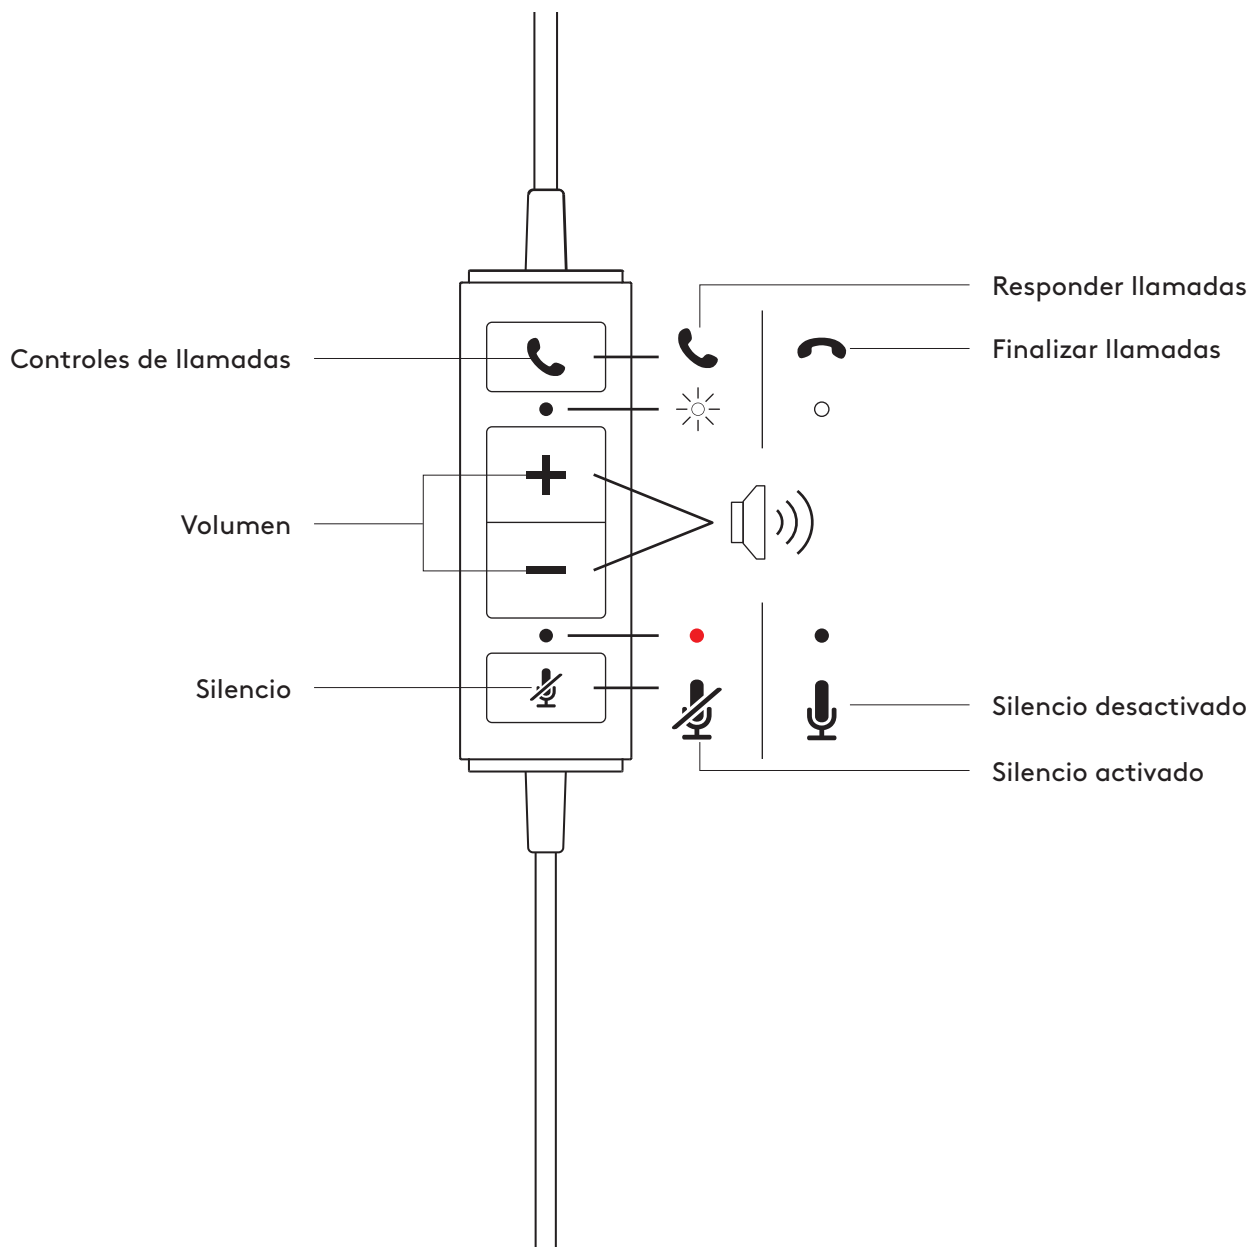 Responder llamadas
Finalizar llamadas
Controles de llamadas
Volumen
Silencio
Silencio desactivado
Silencio activado